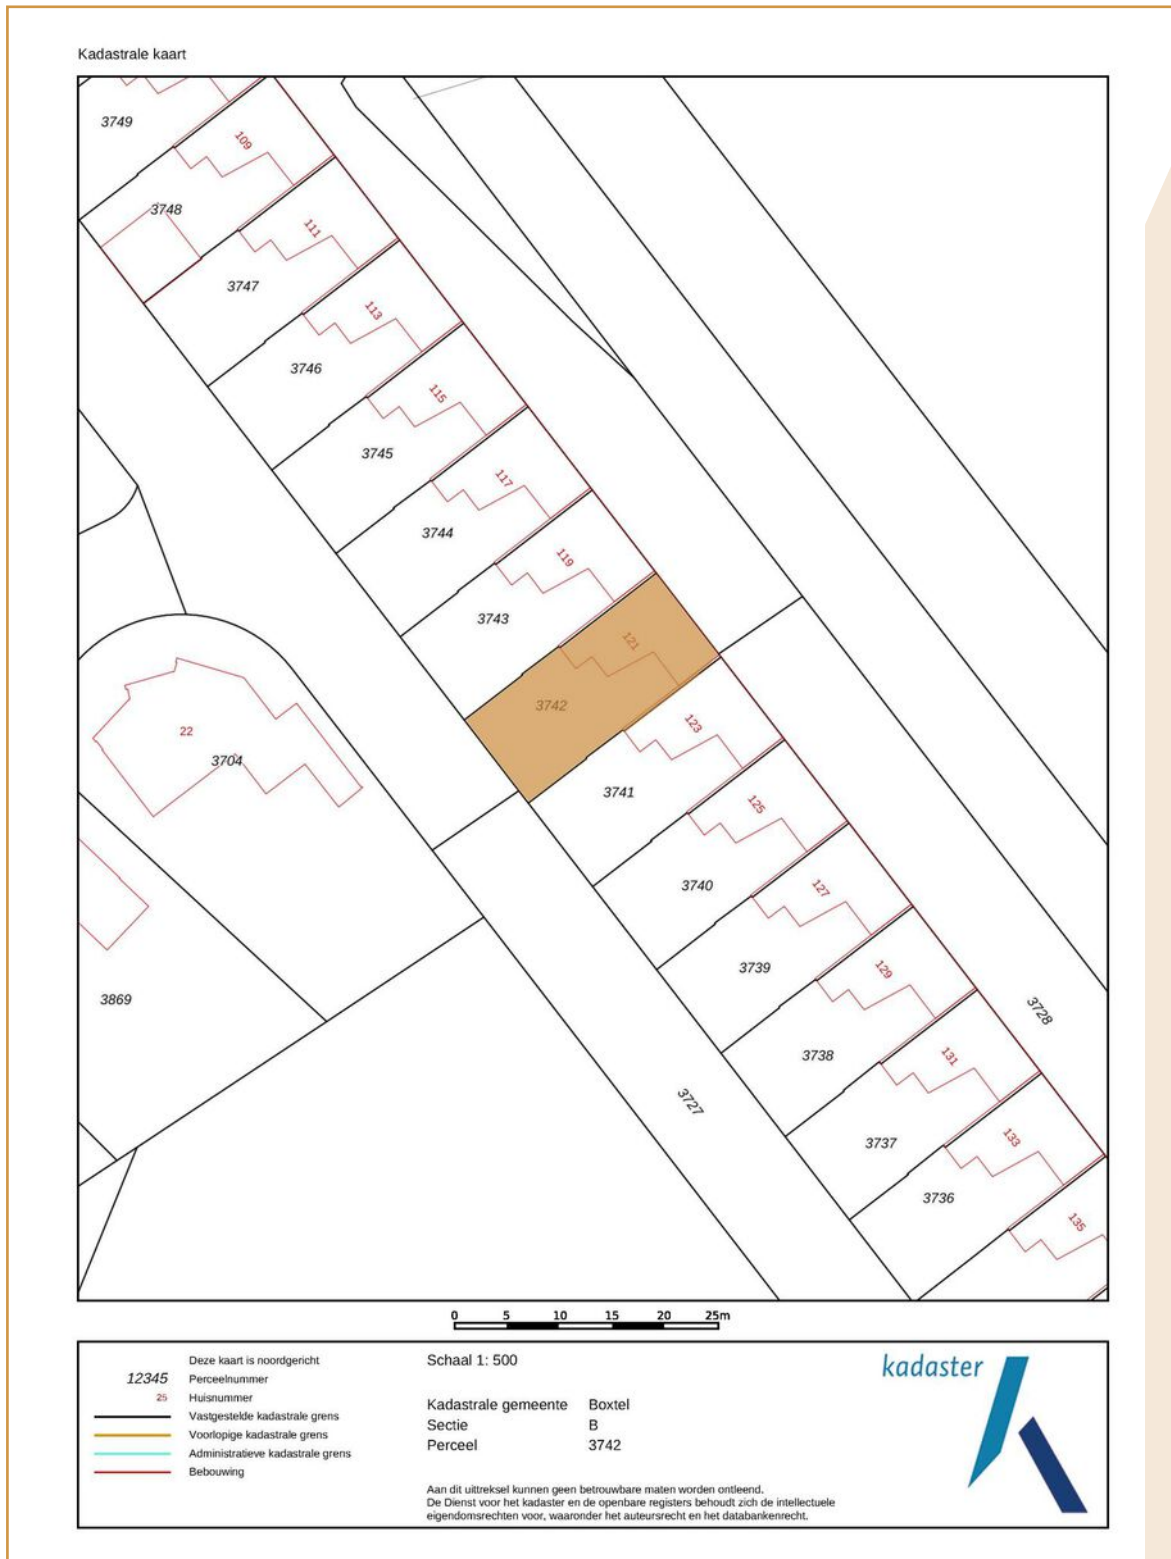 Kadastrale kaart
3749
109
3748
111
3747
113
3746
115
3745
117
3744
119
3743
121
3742
123
22
3704
3741
125
3740
127
3739
129
3869
3728
3738
131
3727
3737
133
3736
135
0 5 10 15 20 25m
Deze kaart is noordgericht
12345 Perceelnummer
25 Huisnummer
Vastgestelde kadastrale grens
Voorlopige kadastrale grens
Administratieve kadastrale grens
Bebouwing
Schaal 1: 500
Kadastrale gemeente Boxtel
Sectie B
Perceel 3742
Aan dit uittreksel kunnen geen betrouwbare maten worden ontleend.
De Dienst voor het kadaster en de openbare registers behoudt zich de intellectuele
eigendomsrechten voor, waaronder het auteursrecht en het databankenrecht.
kadaster